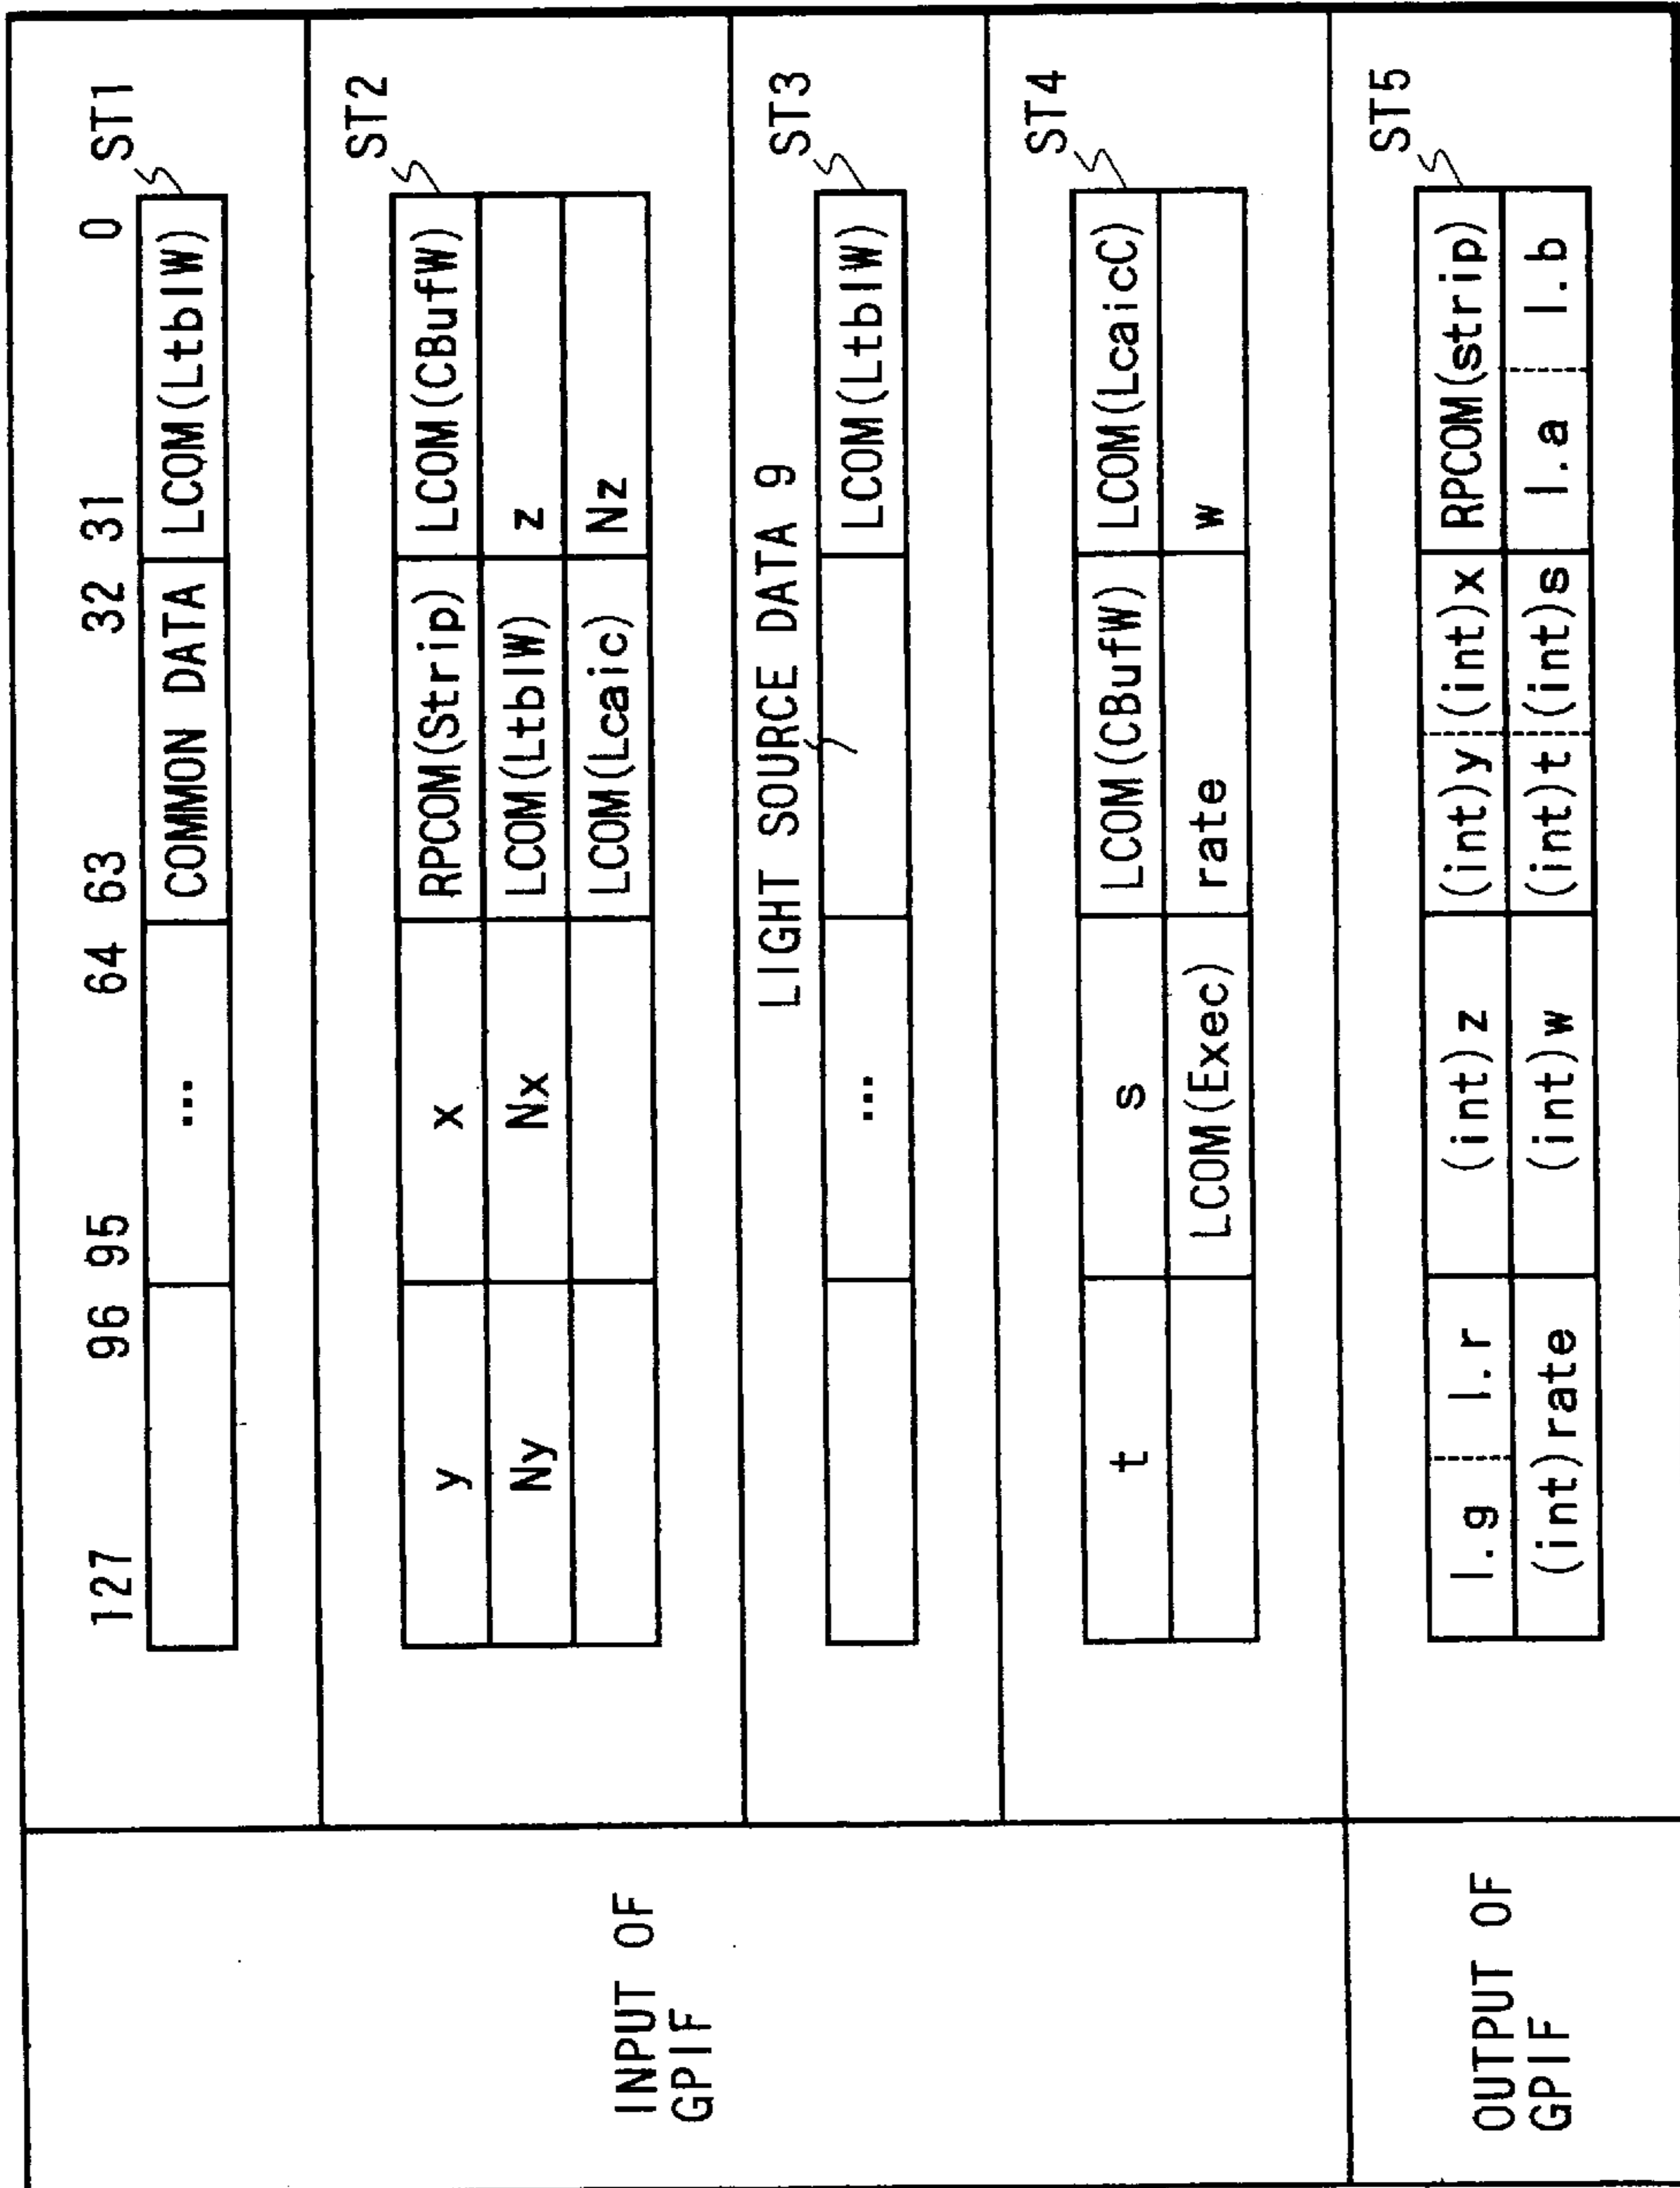 127 96 95 64 63 32 31 0
ST1
COMMON DATA LCOM(LtblW)
...
ST2
y x RPCOM(Strip) LCOM(CBufW)
Ny Nx LCOM(LtblW) z
LCOM(Lcaic) Nz
INPUT OF
GPIF
LIGHT SOURCE DATA 9
ST3
... LCOM(LtblW)
ST4
t s LCOM(CBufW) LCOM(LcaicC)
LCOM(Exec) rate w
OUTPUT OF
GPIF
ST5
l.g l.r (int)z (int)y (int)x RPCOM(strip)
(int)rate (int)w (int)t (int)s l.a l.b